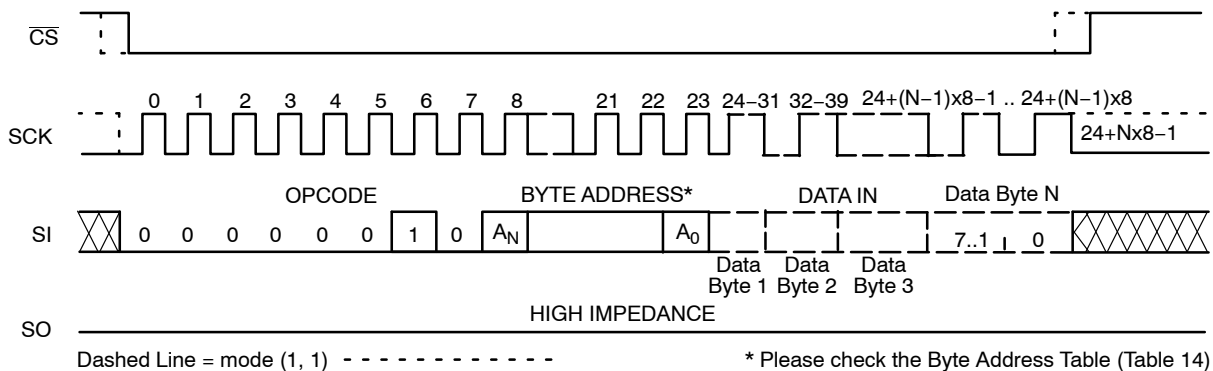 CS
0 1 2 3 4 5 6 7 8 21 22 23 24−31 32−39 24+(N−1)x8−1 .. 24+(N−1)x8
SCK
24+Nx8−1
OPCODE BYTE ADDRESS* DATA IN Data Byte N
SI
0 0 0 0 0 0 1 0 AN A0 7..1 0
Data Byte 1
Data Byte 2
Data Byte 3
HIGH IMPEDANCE
SO
Dashed Line = mode (1, 1)
* Please check the Byte Address Table (Table 14)